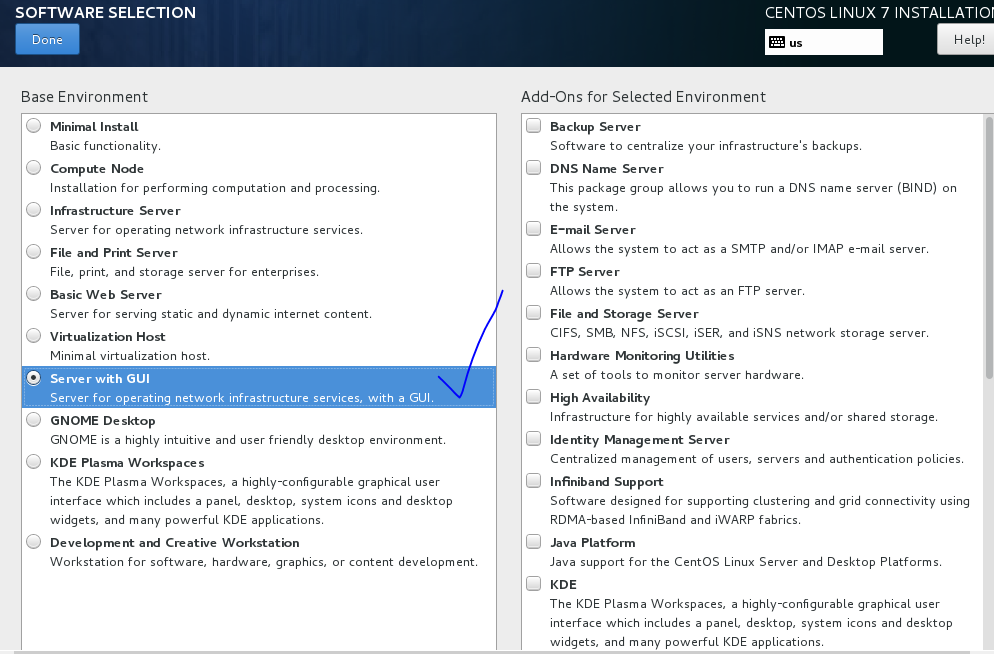 SOFTWARE SELECTION
CENTOS LINUX 7 INSTALLATION
Done
us
Help!
Base Environment
Minimal Install
Basic functionality.
Compute Node
Installation for performing computation and processing.
Infrastructure Server
Server for operating network infrastructure services.
File and Print Server
File, print, and storage server for enterprises.
Basic Web Server
Server for serving static and dynamic internet content.
Virtualization Host
Minimal virtualization host.
Server with GUI
Server for operating network infrastructure services, with a GUI.
GNOME Desktop
GNOME is a highly intuitive and user friendly desktop environment.
KDE Plasma Workspaces
The KDE Plasma Workspaces, a highly-configurable graphical user
interface which includes a panel, desktop, system icons and desktop
widgets, and many powerful KDE applications.
Development and Creative Workstation
Workstation for software, hardware, graphics, or content development.
Add-Ons for Selected Environment
Backup Server
Software to centralize your infrastructure's backups.
DNS Name Server
This package group allows you to run a DNS name server (BIND) on
the system.
E-mail Server
Allows the system to act as a SMTP and/or IMAP e-mail server.
FTP Server
Allows the system to act as an FTP server.
File and Storage Server
CIFS, SMB, NFS, iSCSI, iSER, and iSNS network storage server.
Hardware Monitoring Utilities
A set of tools to monitor server hardware.
High Availability
Infrastructure for highly available services and/or shared storage.
Identity Management Server
Centralized management of users, servers and authentication policies.
Infiniband Support
Software designed for supporting clustering and grid connectivity using
RDMA-based InfiniBand and iWARP fabrics.
Java Platform
Java support for the CentOS Linux Server and Desktop Platforms.
KDE
The KDE Plasma Workspaces, a highly-configurable graphical user
interface which includes a panel, desktop, system icons and desktop
widgets, and many powerful KDE applications.